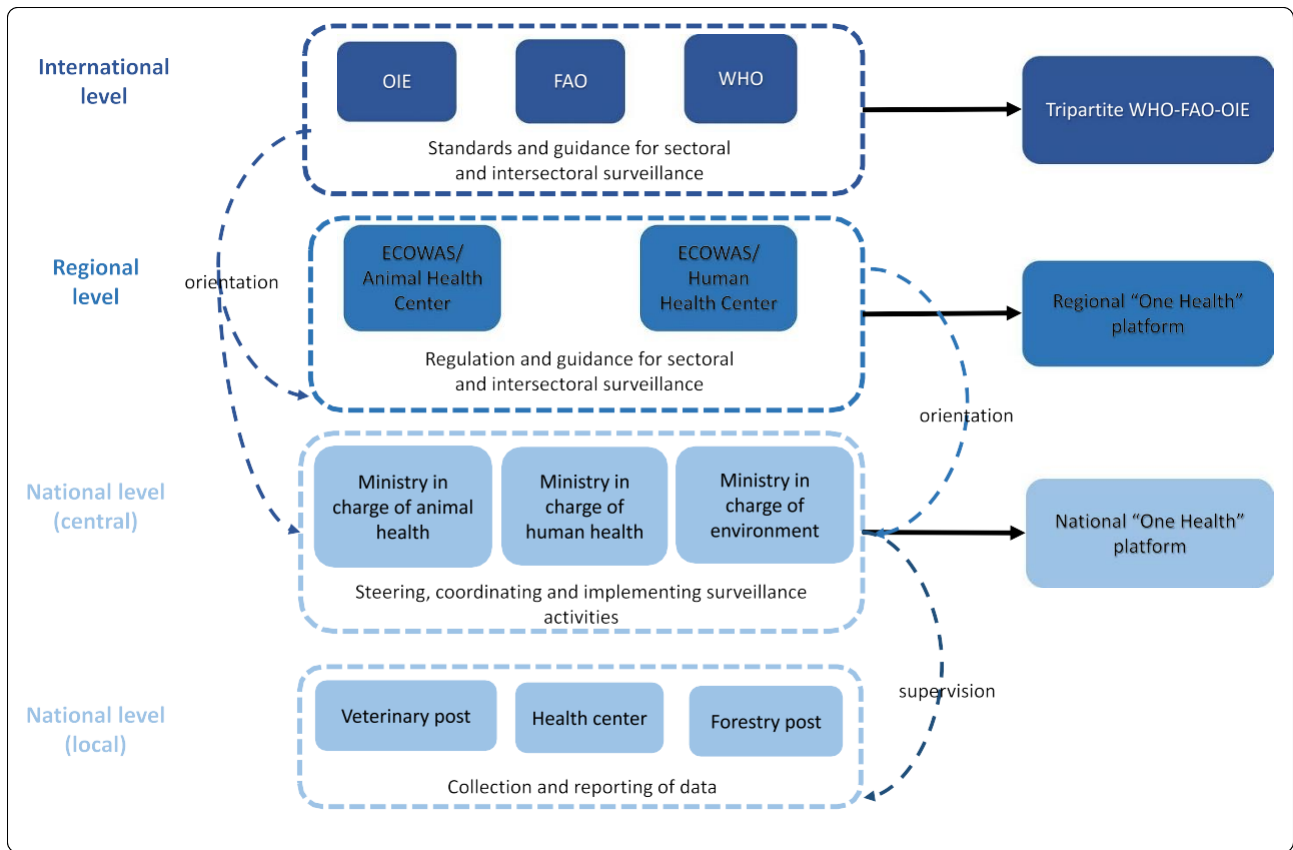 International
level
OIE
FAO
WHO
Standards and guidance for sectoral
and intersectoral surveillance
Tripartite WHO-FAO-OIE
Regional
level
orientation
ECOWAS/
Animal Health
Center
ECOWAS/
Human
Health Center
Regulation and guidance for sectoral
and intersectoral surveillance
Regional “One Health”
platform
orientation
National level
(central)
Ministry in
charge of animal
health
Ministry in
charge of
human health
Ministry in
charge of
environment
Steering, coordinating and implementing surveillance
activities
National “One Health”
platform
supervision
National level
(local)
Veterinary post
Health center
Forestry post
Collection and reporting of data